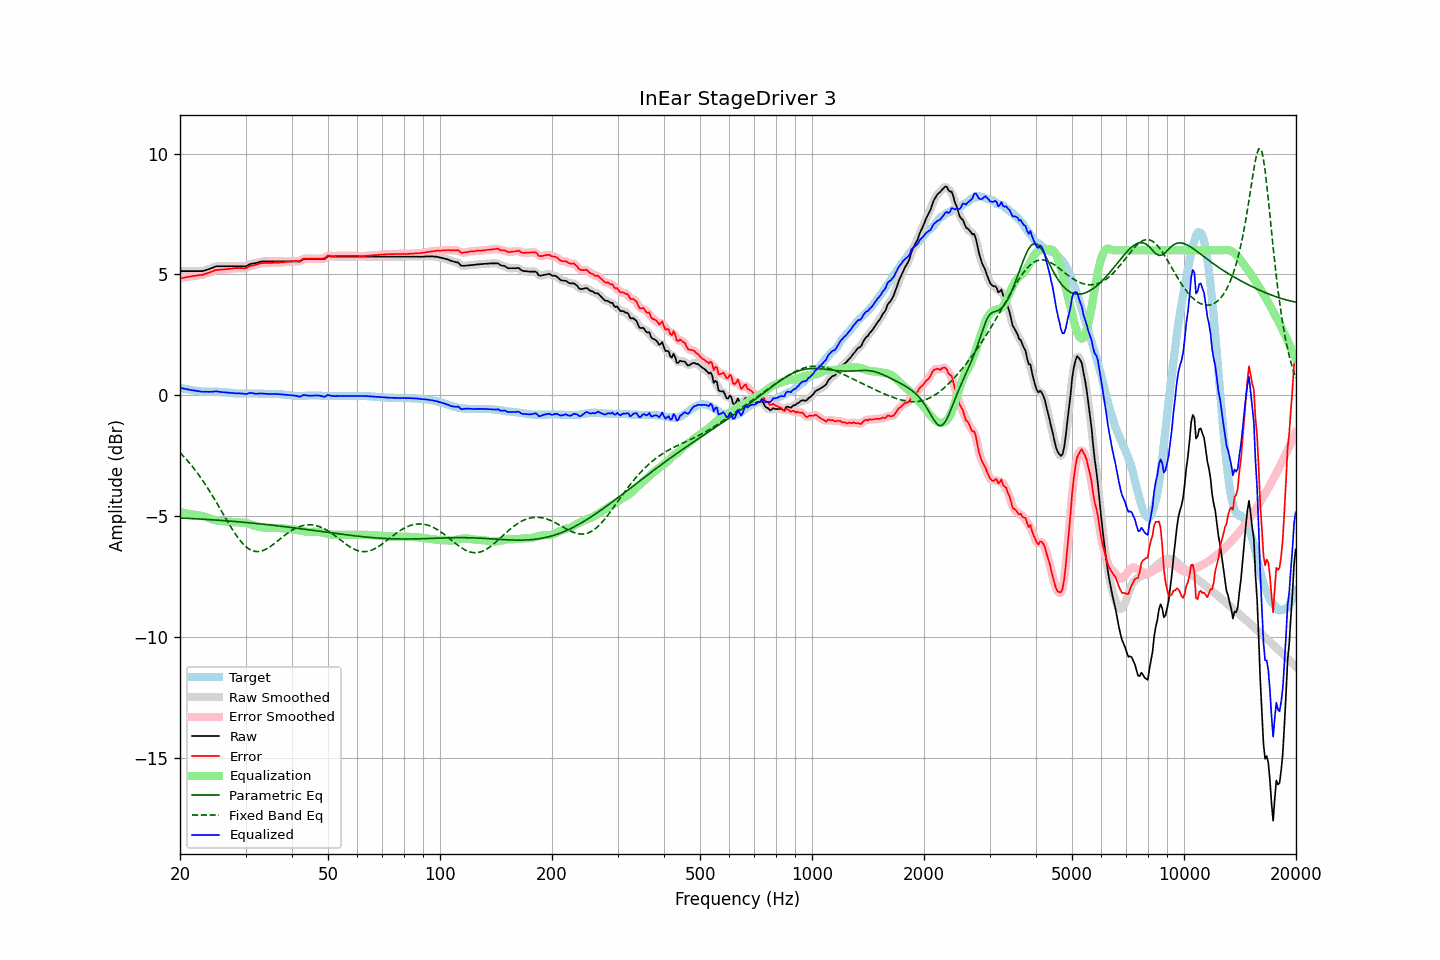 InEar StageDriver 3
Amplitude (dBr)
10
5
0
−5
−10
−15
Target
Raw Smoothed
Error Smoothed
Raw
Error
Equalization
Parametric Eq
Fixed Band Eq
Equalized
20 50 100 200 500 1000 2000 5000 10000 20000
Frequency (Hz)